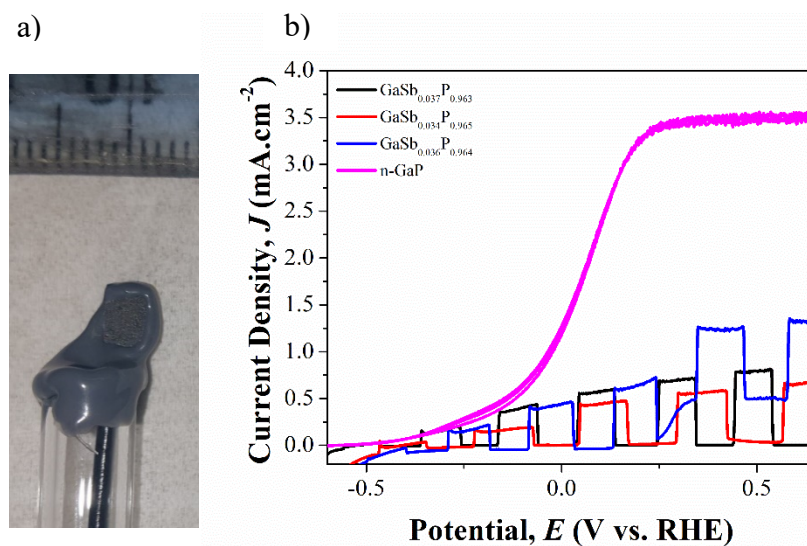 a)
b)
4.0
3.5
3.0
2.5
2.0
1.5
1.0
0.5
0.0
Current Density, J (mA.cm⁻²)
GaSb₀.₀₃₇P₀.₉₆₃
GaSb₀.₀₃₄P₀.₉₆₅
GaSb₀.₀₃₆P₀.₉₆₄
n-GaP
-0.5
0.0
0.5
Potential, E (V vs. RHE)